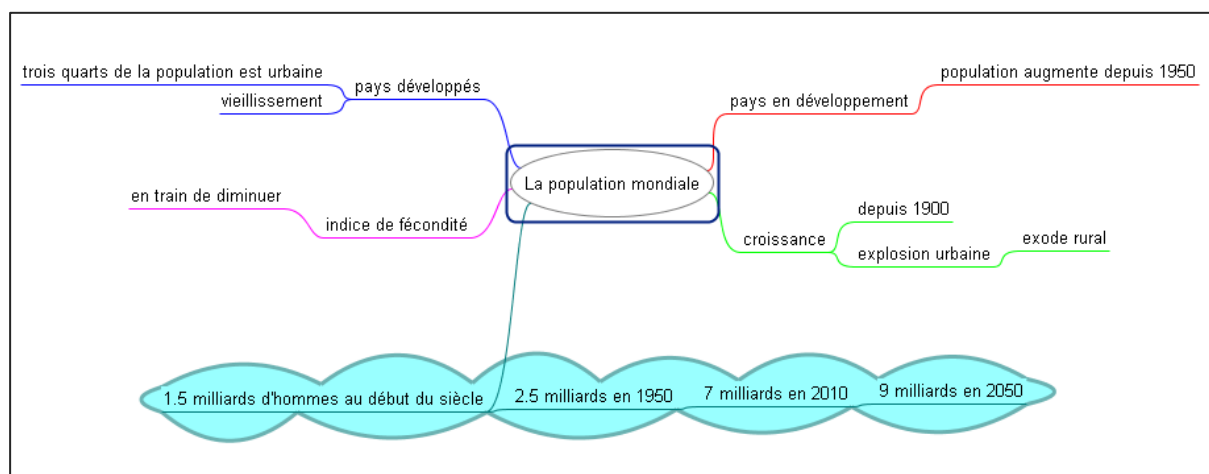 trois quarts de la population est urbaine
vieillissement
pays développés
population augmente depuis 1950
pays en développement
La population mondiale
en train de diminuer
indice de fécondité
depuis 1900
croissance
explosion urbaine
exode rural
1.5 milliards d'hommes au début du siècle
2.5 milliards en 1950
7 milliards en 2010
9 milliards en 2050